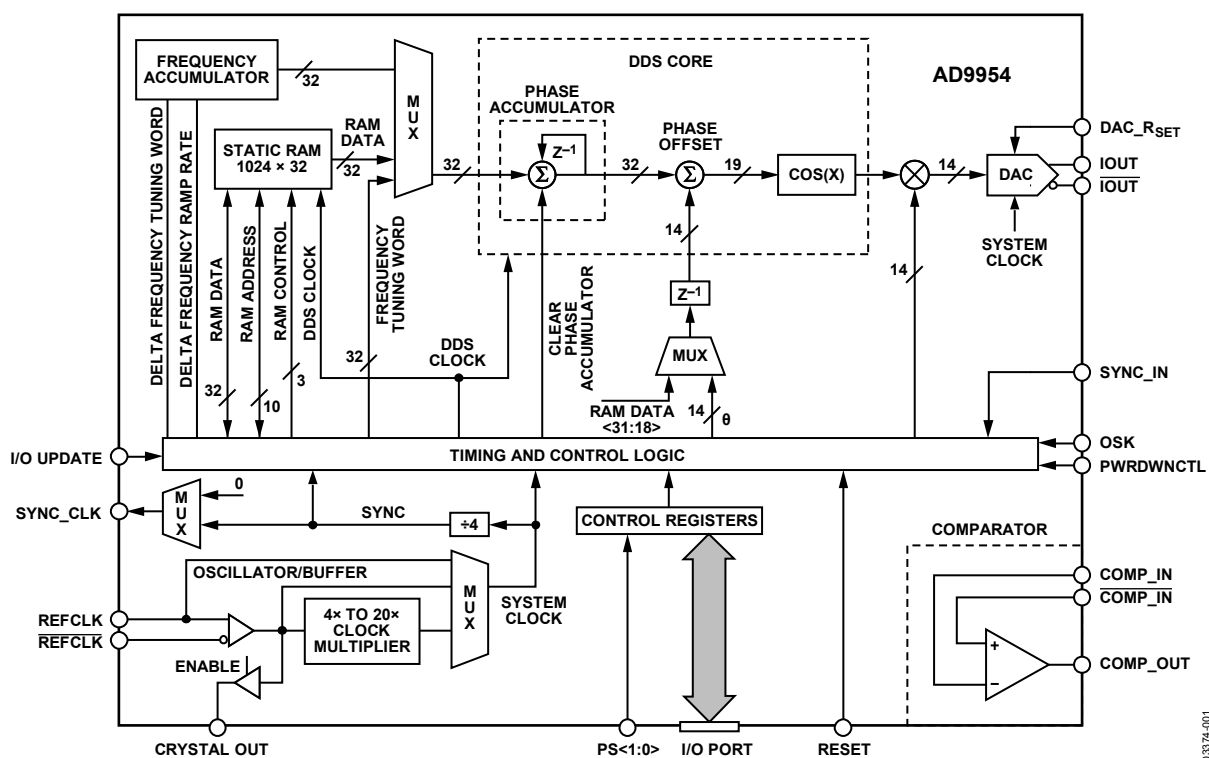 FREQUENCY
ACCUMULATOR
32
MUX
DDS CORE
AD9954
PHASE
ACCUMULATOR
RAM
DATA
32
STATIC RAM
1024 × 32
Z–1
Σ
32
32
PHASE
OFFSET
Σ
19
COS(X)
14
DAC
DAC_RSET
IOUT
IOUT
SYSTEM
CLOCK
DELTA FREQUENCY TUNING WORD
DELTA FREQUENCY RAMP RATE
RAM DATA
32
RAM ADDRESS
10
RAM CONTROL
3
DDS CLOCK
FREQUENCY
TUNING WORD
32
DDS
CLOCK
CLEAR
PHASE
ACCUMULATOR
14
Z–1
MUX
RAM DATA
<31:18>
14
θ
14
SYNC_IN
OSK
PWRDWNCTL
I/O UPDATE
TIMING AND CONTROL LOGIC
SYNC_CLK
MUX
0
SYNC
÷4
CONTROL REGISTERS
OSCILLATOR/BUFFER
REFCLK
REFCLK
4× TO 20×
CLOCK
MULTIPLIER
MUX
SYSTEM
CLOCK
ENABLE
COMPARATOR
COMP_IN
COMP_IN
+
–
COMP_OUT
CRYSTAL OUT
PS<1:0>
I/O PORT
RESET
03374-001